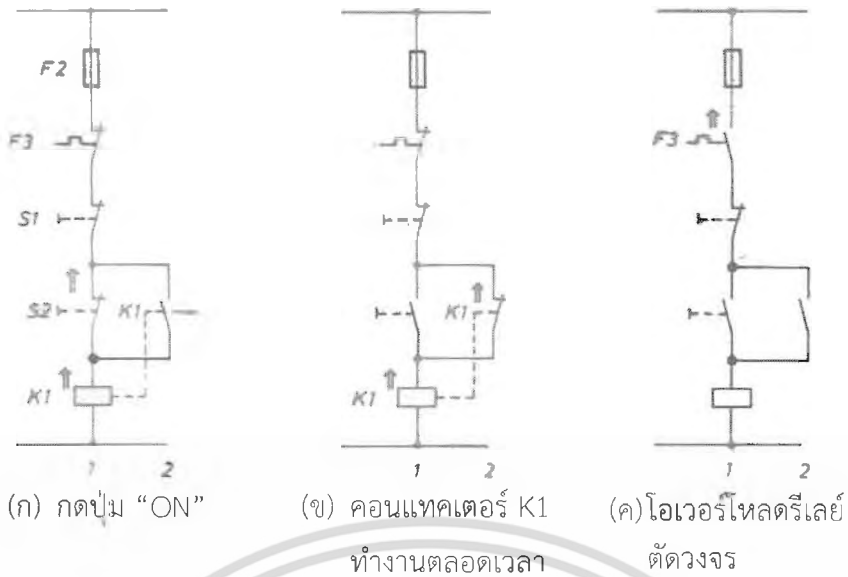 F2
F3
S1
S2
K1
K1
1
2
(ก) กดปุ่ม “ON”
K1
K1
1
2
(ข) คอนแทคเตอร์ K1
ทำงานตลอดเวลา
F3
1
2
(ค)โอเวอร์โหลดรีเลย์
ตัดวงจร